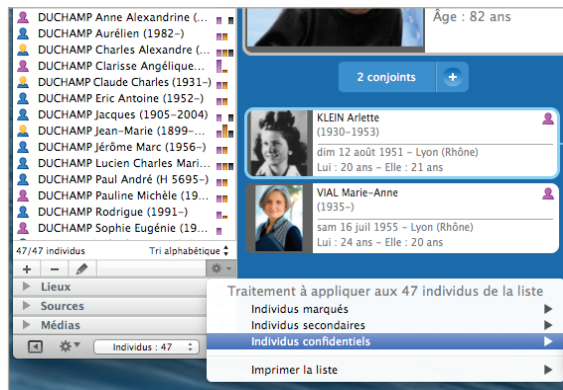 DUCHAMP Anne Alexandrine (...
DUCHAMP Aurélien (1982-)
DUCHAMP Charles Alexandre (...
DUCHAMP Clarisse Angélique...
DUCHAMP Claude Charles (1931-)
DUCHAMP Eric Antoine (1952-)
DUCHAMP Jacques (1905-2004)
DUCHAMP Jean-Marie (1899-...
DUCHAMP Jérôme Marc (1956-)
DUCHAMP Lucien Charles Mari...
DUCHAMP Paul André (H 5695-)
DUCHAMP Pauline Michèle (19...
DUCHAMP Rodrigue (1991-)
DUCHAMP Sophie Eugénie (19...
47/47 individus Tri alphabétique
+ -
Lieux
Sources
Médias
Individus : 47
Âge : 82 ans
2 conjoints +
KLEIN Arlette
(1930-1953)
dim 12 août 1951 - Lyon (Rhône)
Lui : 20 ans - Elle : 21 ans
VIAL Marie-Anne
(1935-)
sam 16 juil 1955 - Lyon (Rhône)
Lui : 24 ans - Elle : 20 ans
Traitement à appliquer aux 47 individus de la liste
Individus marqués
Individus secondaires
Individus confidentiels
Imprimer la liste